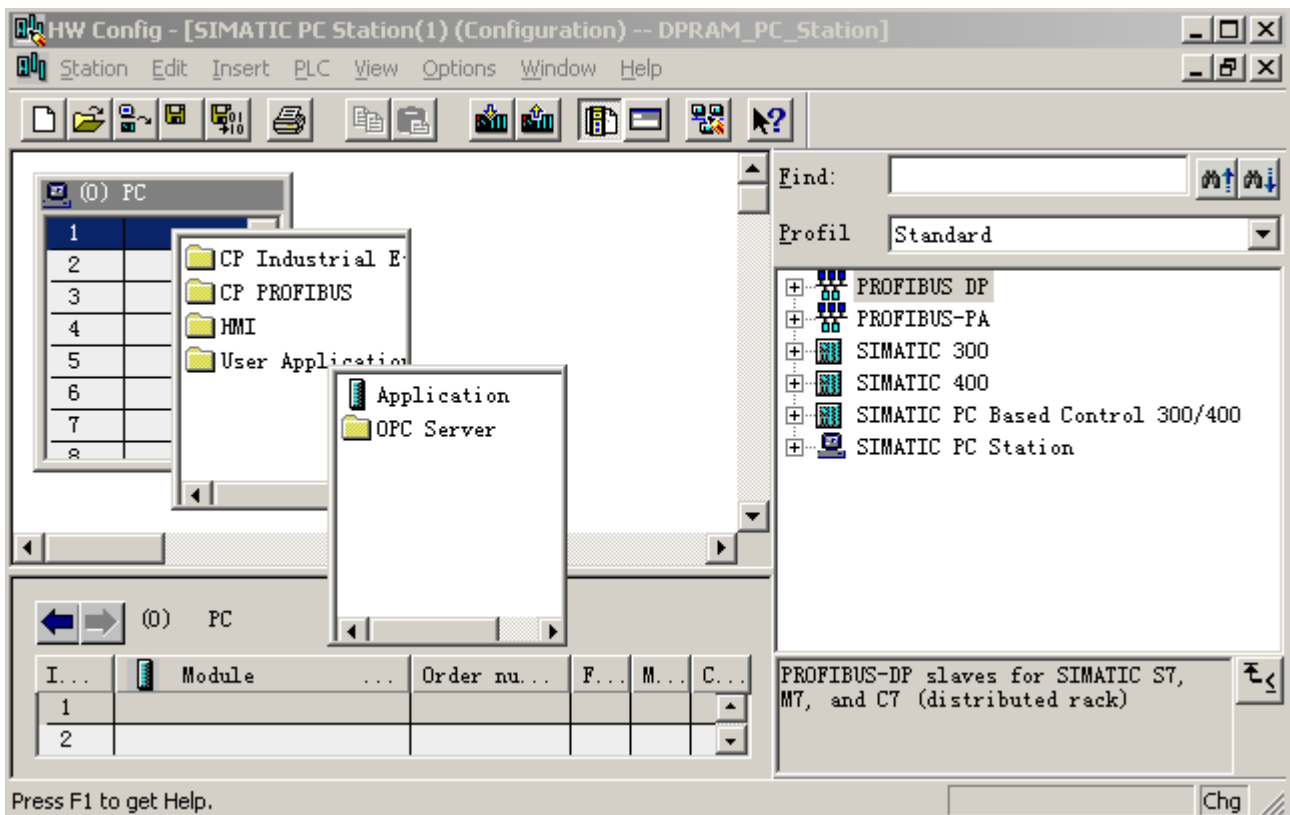 HW Config - [SIMATIC PC Station(1) (Configuration) -- DPRAM_PC_Station]
Station Edit Insert PLC View Options Window Help
(0) PC
1
2
3
4
5
6
7
8
CP Industrial E
CP PROFIBUS
HMI
User Application
Application
OPC Server
Find:
Profil Standard
PROFIBUS DP
PROFIBUS-PA
SIMATIC 300
SIMATIC 400
SIMATIC PC Based Control 300/400
SIMATIC PC Station
(0) PC
I... Module ... Order nu... F... M... C...
1
2
PROFIBUS-DP slaves for SIMATIC S7,
M7, and C7 (distributed rack)
Press F1 to get Help. Chg